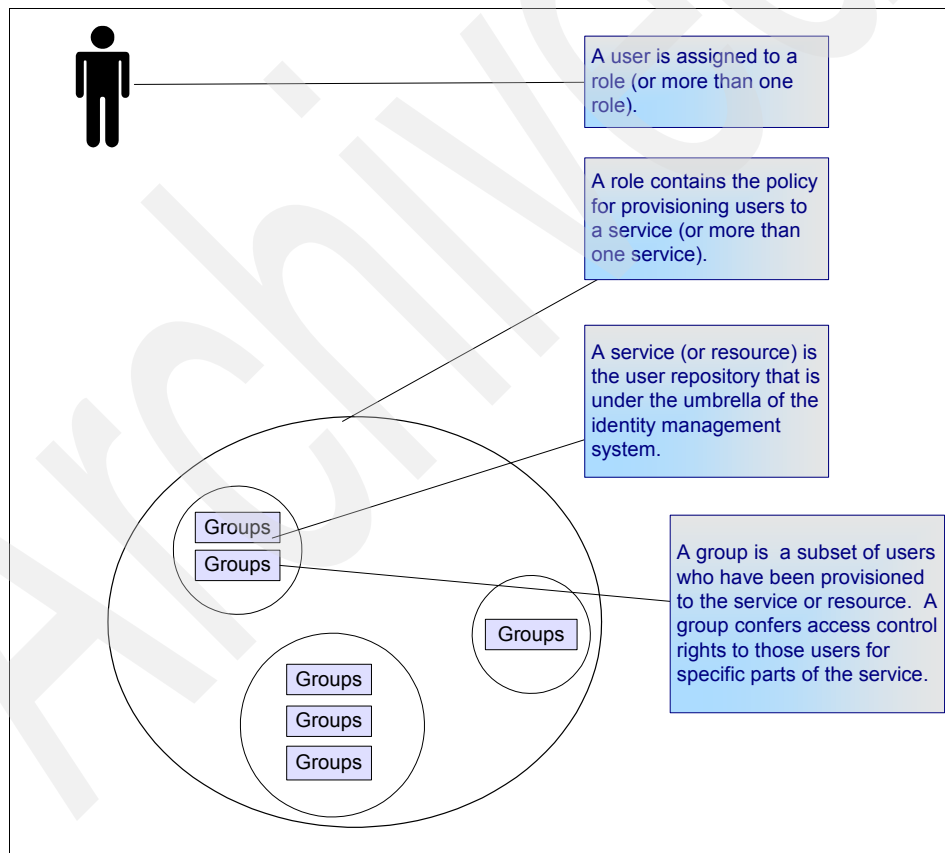 A user is assigned to a
role (or more than one
role).
A role contains the policy
for provisioning users to
a service (or more than
one service).
A service (or resource) is
the user repository that is
under the umbrella of the
identity management
system.
Groups
Groups
A group is a subset of users
who have been provisioned
to the service or resource. A
group confers access control
rights to those users for
specific parts of the service.
Groups
Groups
Groups
Groups